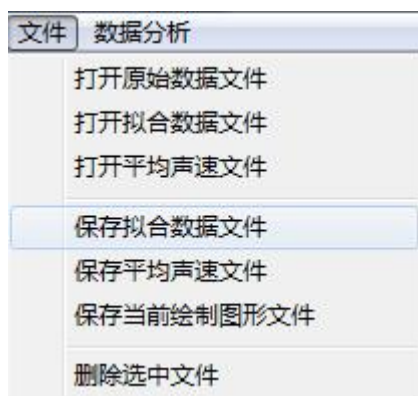 文件 数据分析
打开原始数据文件
打开拟合数据文件
打开平均声速文件
保存拟合数据文件
保存平均声速文件
保存当前绘制图形文件
删除选中文件